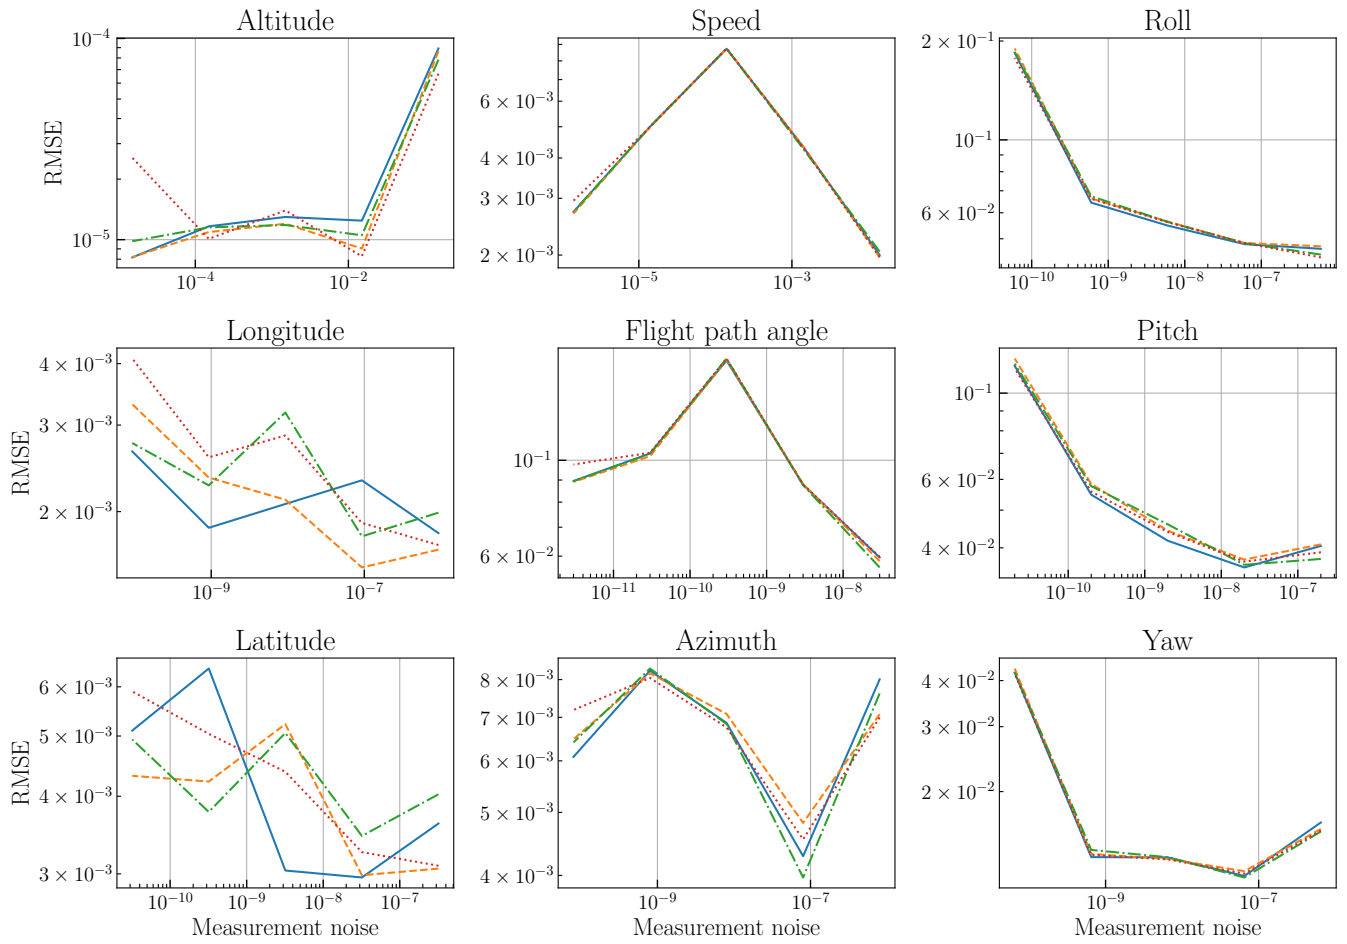 Altitude
Speed
Roll
RMSE
10⁻⁴
10⁻⁵
10⁻⁴
10⁻²
6 × 10⁻³
4 × 10⁻³
3 × 10⁻³
2 × 10⁻³
10⁻⁵
10⁻³
2 × 10⁻¹
10⁻¹
6 × 10⁻²
10⁻¹⁰
10⁻⁹
10⁻⁸
10⁻⁷
Longitude
Flight path angle
Pitch
RMSE
4 × 10⁻³
3 × 10⁻³
2 × 10⁻³
10⁻⁹
10⁻⁷
10⁻¹
6 × 10⁻²
10⁻¹¹
10⁻¹⁰
10⁻⁹
10⁻⁸
10⁻¹
6 × 10⁻²
4 × 10⁻²
10⁻¹⁰
10⁻⁹
10⁻⁸
10⁻⁷
Latitude
Azimuth
Yaw
RMSE
6 × 10⁻³
5 × 10⁻³
4 × 10⁻³
3 × 10⁻³
10⁻¹⁰
10⁻⁹
10⁻⁸
10⁻⁷
Measurement noise
8 × 10⁻³
7 × 10⁻³
6 × 10⁻³
5 × 10⁻³
4 × 10⁻³
10⁻⁹
10⁻⁷
Measurement noise
4 × 10⁻²
3 × 10⁻²
2 × 10⁻²
10⁻⁹
10⁻⁷
Measurement noise